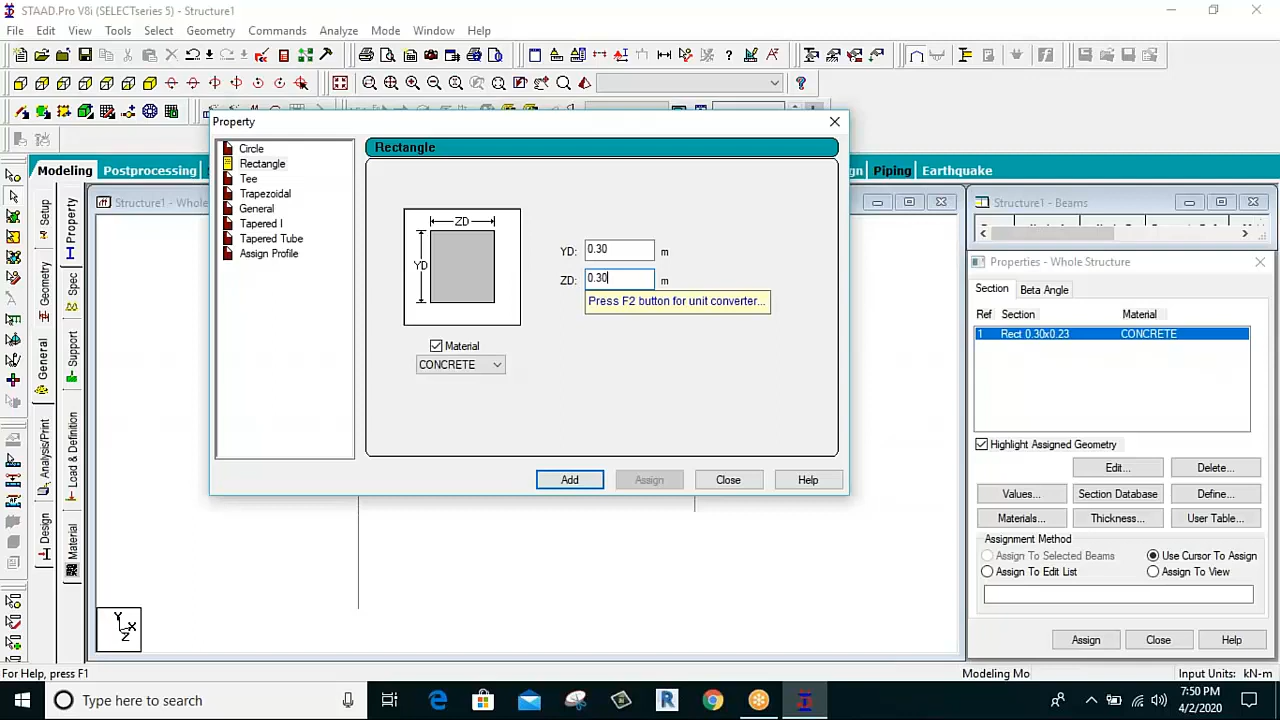 STAAD.Pro V8i (SELECTseries 5) - Structure1
File Edit View Tools Select Geometry Commands Analyze Mode Window Help
Property
Circle
Rectangle
Tee
Trapezoidal
General
Tapered I
Tapered Tube
Assign Profile
Rectangle
ZD
YD
YD: 0.30 m
ZD: 0.30 m
Press F2 button for unit converter...
Material
CONCRETE
Add Assign Close Help
Modeling Postprocessing Piping Earthquake
Structure1 - Whole
Setup
Geometry
General
Analysis/Print
Design
Property
Spec
Support
Load & Definition
Material
Structure1 - Beams
Properties - Whole Structure
Section Beta Angle
Ref Section Material
1 Rect 0.30x0.23 CONCRETE
Highlight Assigned Geometry
Edit... Delete...
Values... Section Database Define...
Materials... Thickness... User Table...
Assignment Method
Assign To Selected Beams Use Cursor To Assign
Assign To Edit List Assign To View
Assign Close Help
Y
X
Z
For Help, press F1
Modeling Mo Input Units: kN-m
Type here to search
7:50 PM
4/2/2020